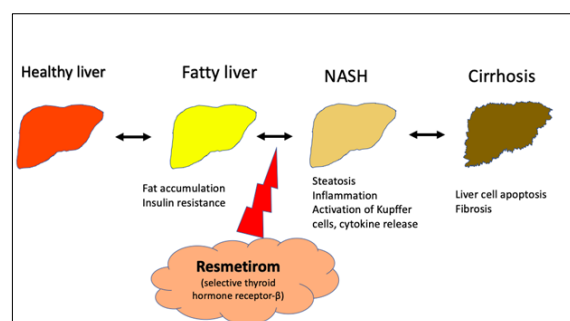 Healthy liver
Fatty liver
NASH
Cirrhosis
Fat accumulation
Insulin resistance
Steatosis
Inflammation
Activation of Kupffer
cells, cytokine release
Liver cell apoptosis
Fibrosis
Resmetirom
(selective thyroid
hormone receptor-β)